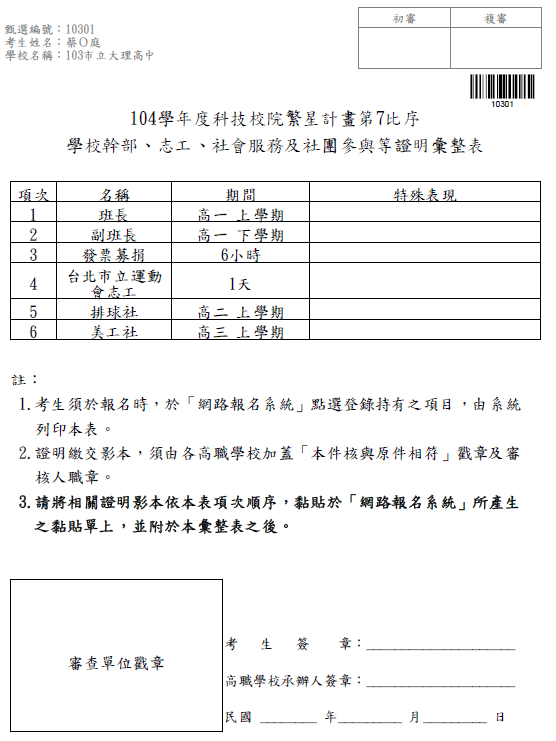 甄選編號：10301
考生姓名：蔡○庭
學校名稱：103市立大理高中
初審 複審
10301
104學年度科技校院繁星計畫第7比序
學校幹部、志工、社會服務及社團參與等證明彙整表
項次 名稱 期間 特殊表現
1 班長 高一 上學期
2 副班長 高一 下學期
3 發票募捐 6小時
4 台北市立運動會志工 1天
5 排球社 高二 上學期
6 美工社 高三 上學期
註：
1.考生須於報名時，於「網路報名系統」點選登錄持有之項目，由系統
列印本表。
2.證明繳交影本，須由各高職學校加蓋「本件核與原件相符」戳章及審
核人職章。
3.請將相關證明影本依本表項次順序，黏貼於「網路報名系統」所產生
之黏貼單上，並附於本彙整表之後。
審查單位戳章
考生簽章：
高職學校承辦人簽章：
民國 ________ 年________ 月________ 日